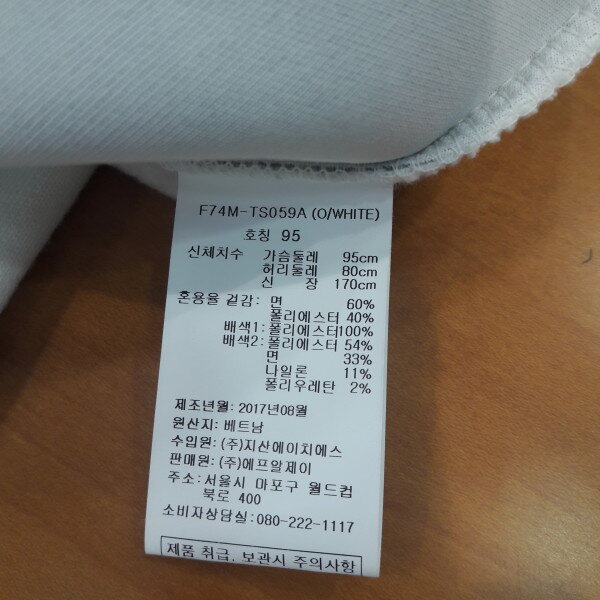 F74M-TS059A (O/WHITE)
호칭 95
신체치수 가슴둘레 95cm
허리둘레 80cm
신 장 170cm
혼용율 겉감: 면 60%
폴리에스터 40%
배색1: 폴리에스터100%
배색2: 폴리에스터 54%
면 33%
나일론 11%
폴리우레탄 2%
제조년월: 2017년08월
원산지: 베트남
수입원: (주)지산에이치에스
판매원: (주)에프알제이
주소: 서울시 마포구 월드컵
북로 400
소비자상담실: 080-222-1117
제품 취급, 보관시 주의사항